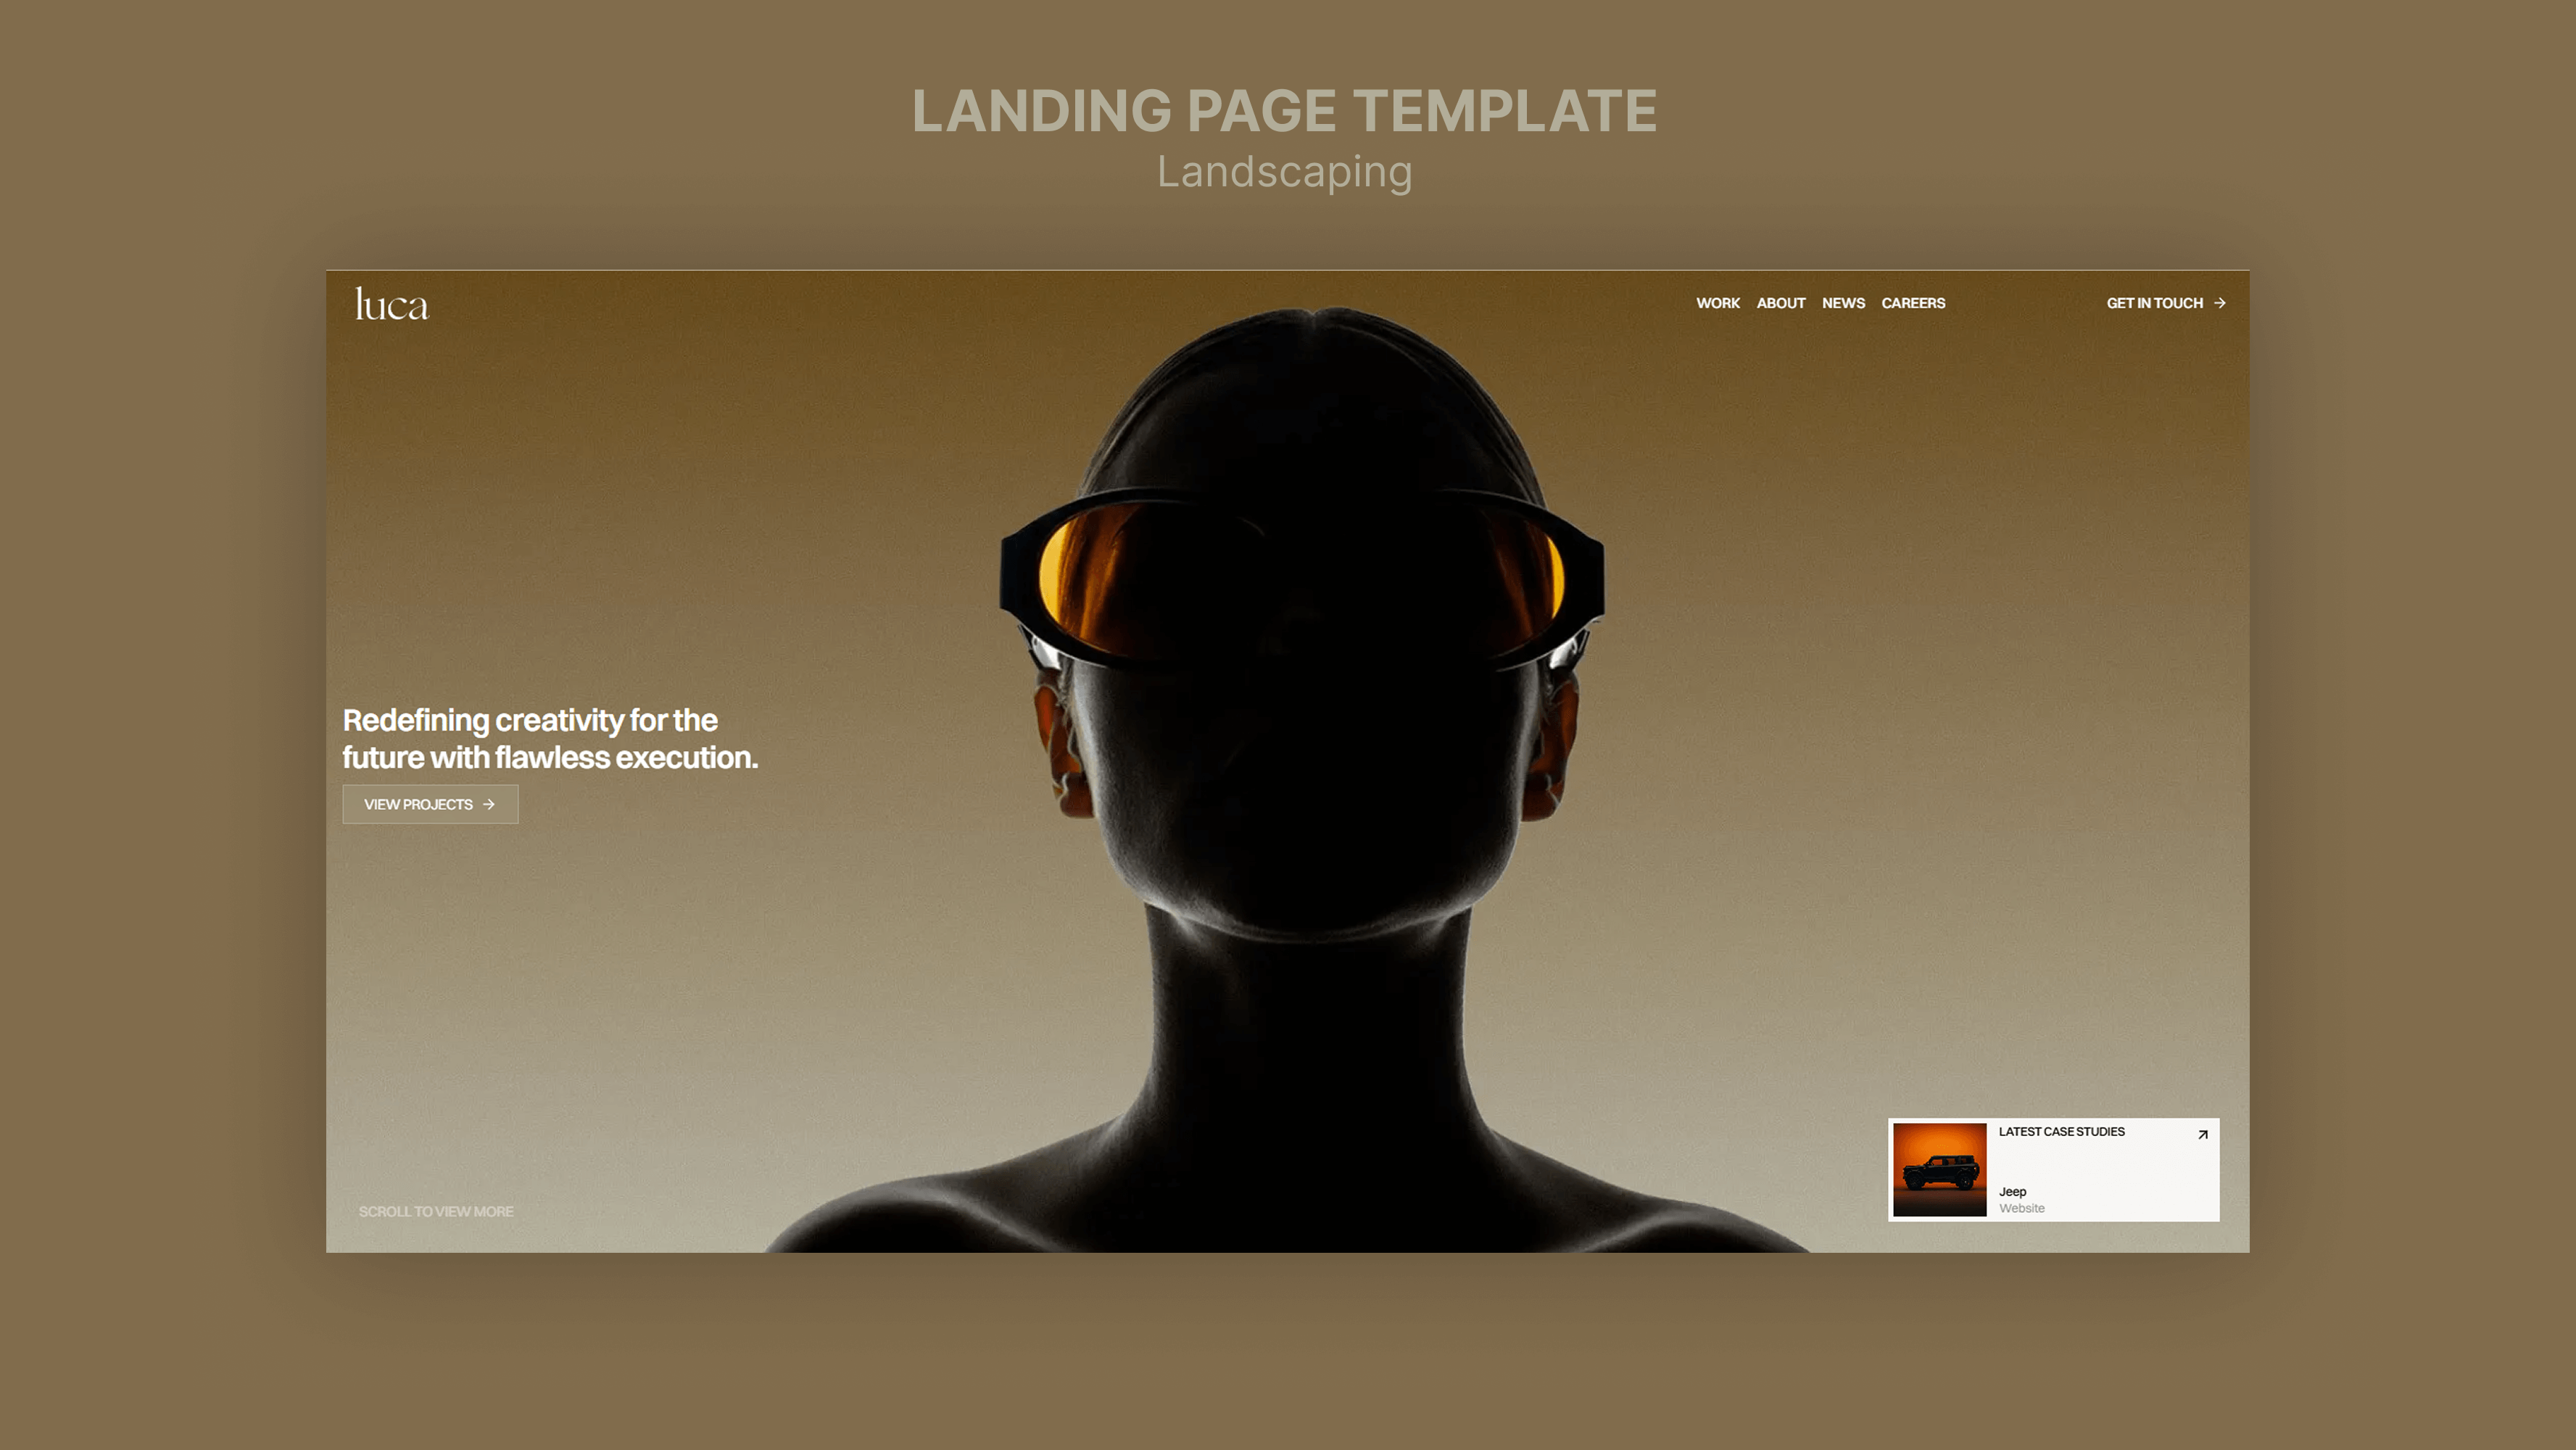 LANDING PAGE TEMPLATE
Landscaping
luca
WORK ABOUT NEWS CAREERS
GET IN TOUCH →
Redefining creativity for the
future with flawless execution.
VIEW PROJECTS →
SCROLL TO VIEW MORE
LATEST CASE STUDIES
Jeep
Website